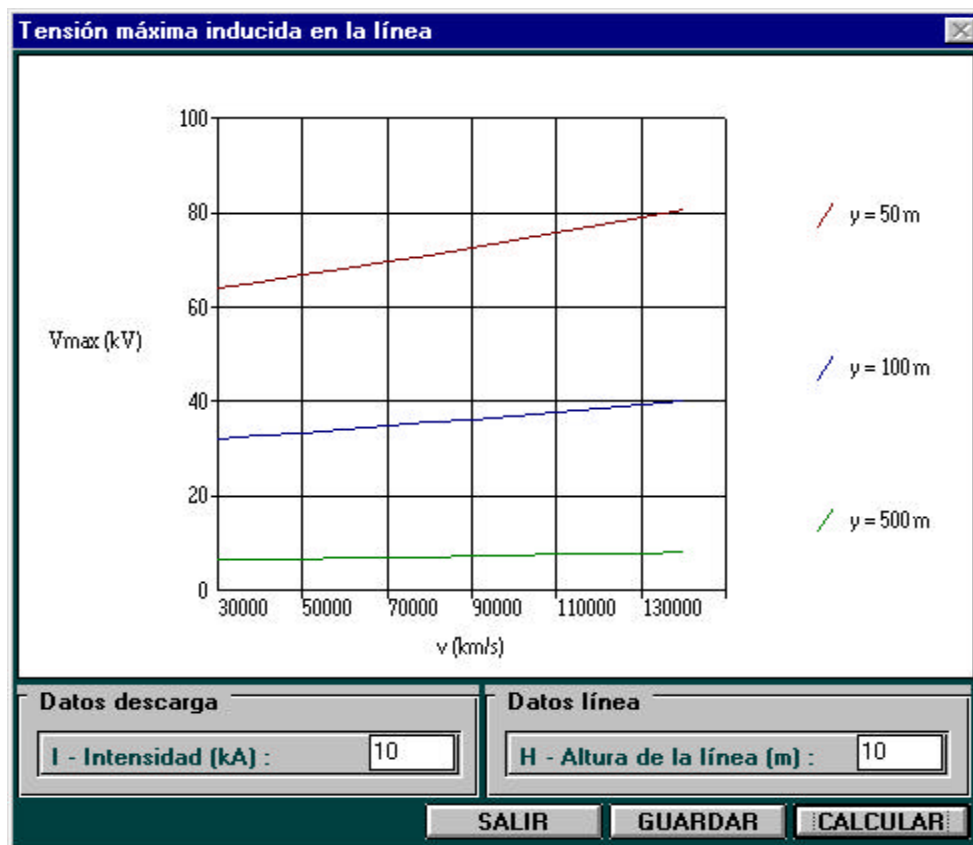 Tensión máxima inducida en la línea
100
80
60
40
20
0
Vmax (kV)
30000 50000 70000 90000 110000 130000
v (km/s)
y = 50 m
y = 100 m
y = 500 m
Datos descarga
I - Intensidad (kA) : 10
Datos línea
H - Altura de la línea (m) : 10
SALIR GUARDAR CALCULAR